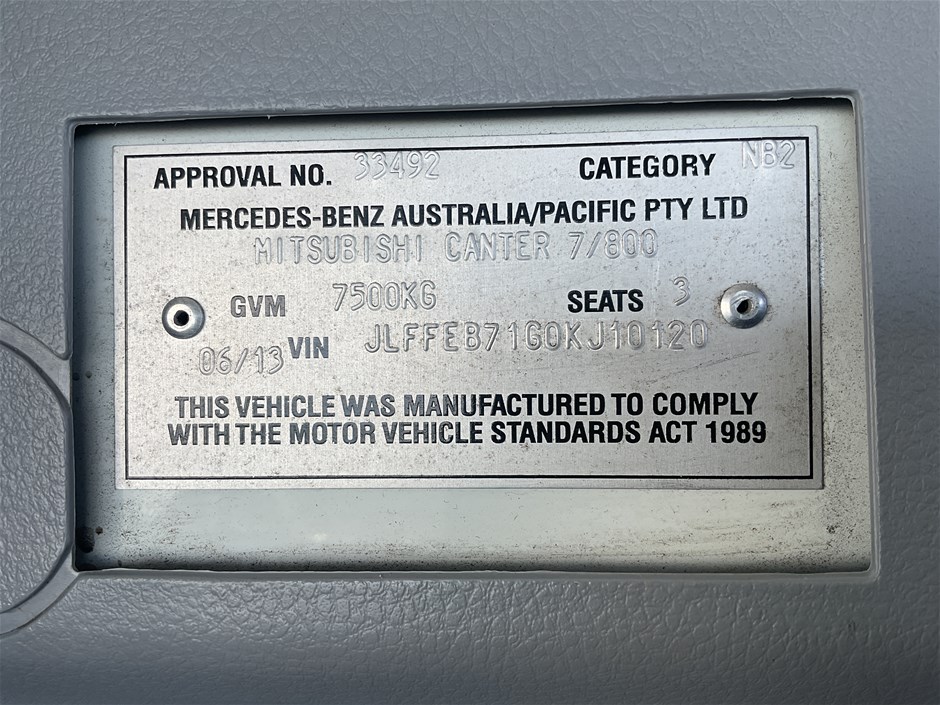 APPROVAL NO. 33492 CATEGORY NB2
MERCEDES-BENZ AUSTRALIA/PACIFIC PTY LTD
MITSUBISHI CANTER 7/800
GVM 7500KG SEATS 3
06/13 VIN JLFFEB71G0KJ10120
THIS VEHICLE WAS MANUFACTURED TO COMPLY
WITH THE MOTOR VEHICLE STANDARDS ACT 1989